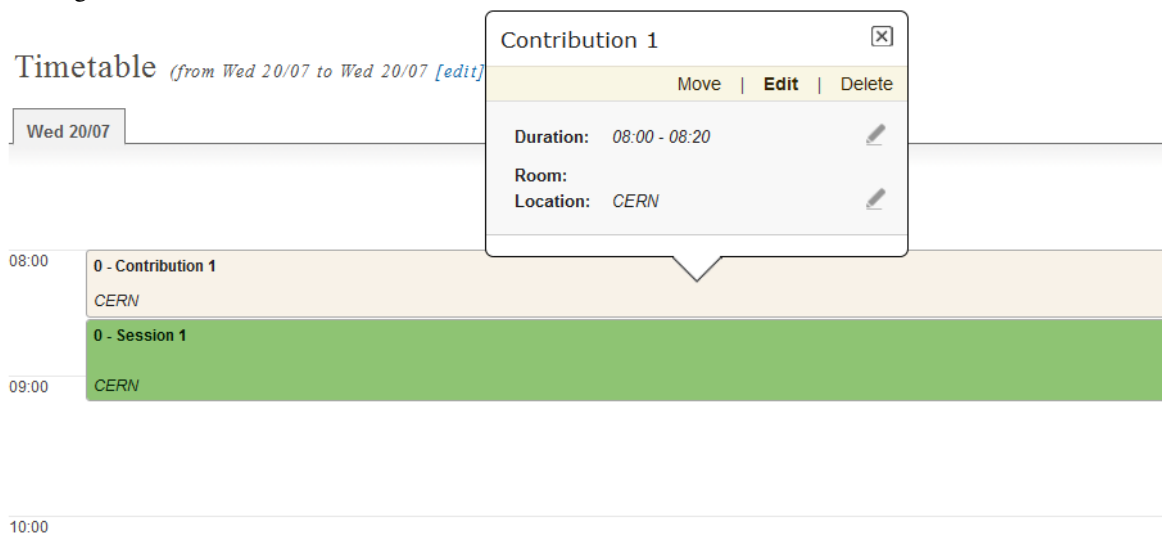 Timetable (from Wed 20/07 to Wed 20/07 [edit]
Wed 20/07
Contribution 1
Move | Edit | Delete
Duration: 08:00 - 08:20
Room:
Location: CERN
08:00
0 - Contribution 1
CERN
0 - Session 1
09:00
CERN
10:00